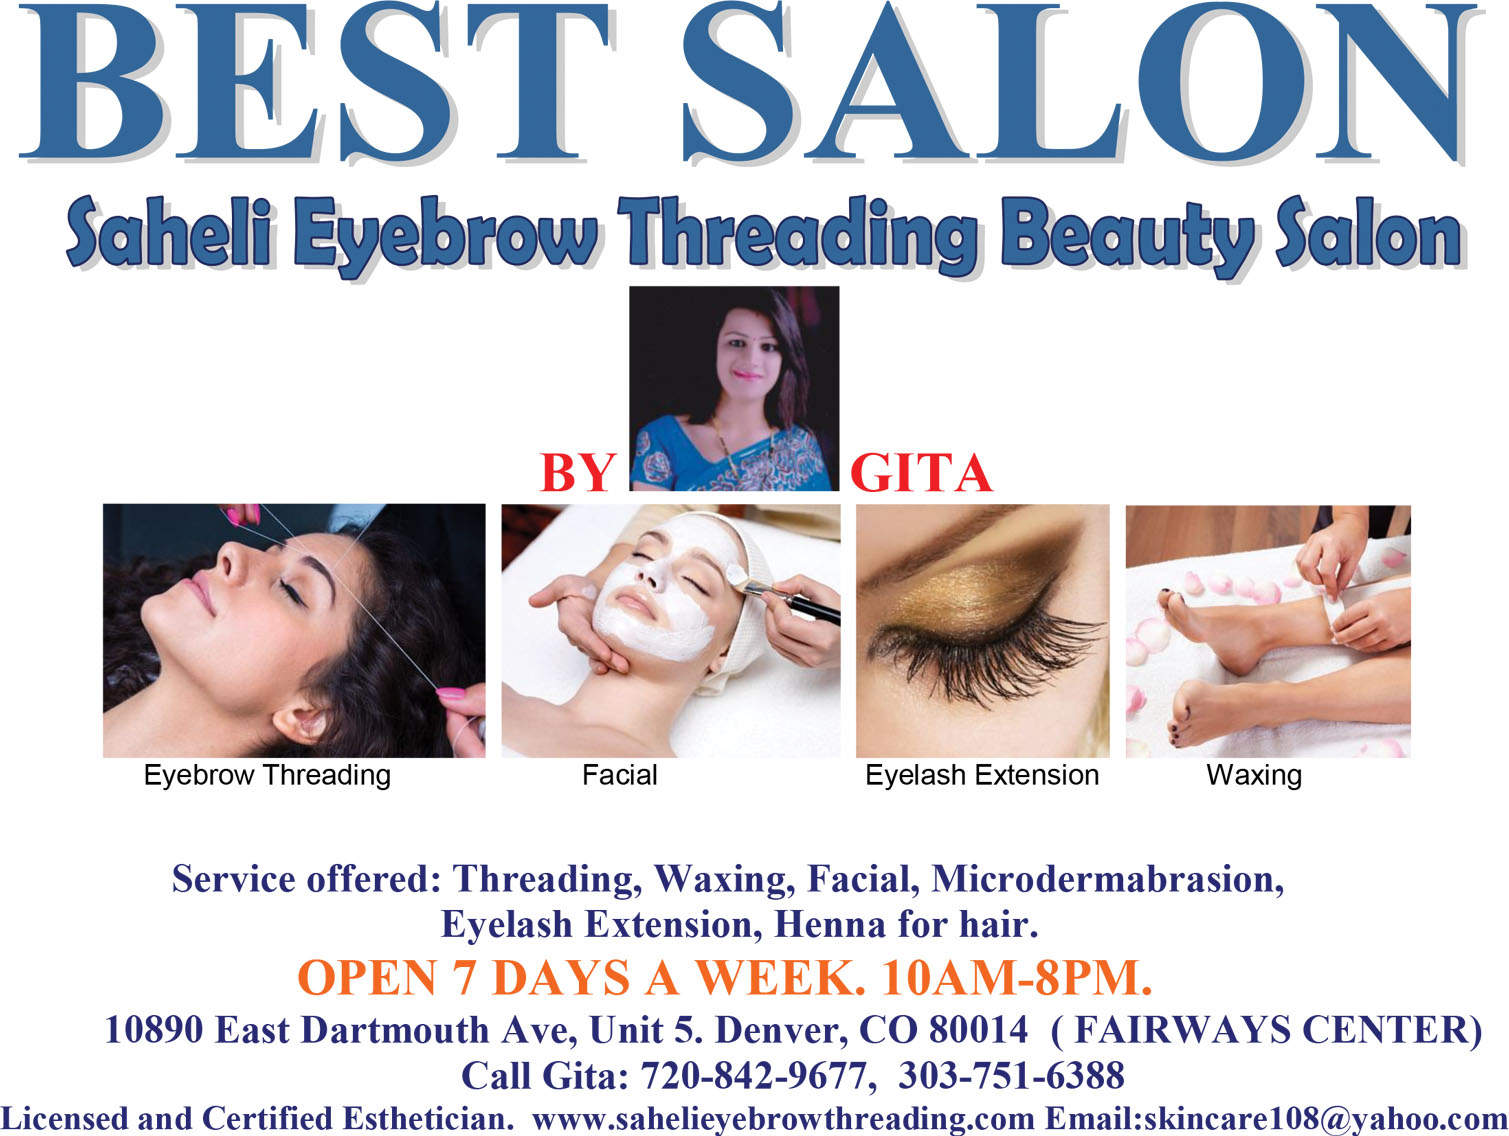 BEST SALON
Saheli Eyebrow Threading Beauty Salon
BY GITA
Eyebrow Threading Facial Eyelash Extension Waxing
Service offered: Threading, Waxing, Facial, Microdermabrasion,
Eyelash Extension, Henna for hair.
OPEN 7 DAYS A WEEK. 10AM-8PM.
10890 East Dartmouth Ave, Unit 5. Denver, CO 80014 ( FAIRWAYS CENTER)
Call Gita: 720-842-9677, 303-751-6388
Licensed and Certified Esthetician. www.sahelieyebrowthreading.com Email:skincare108@yahoo.com